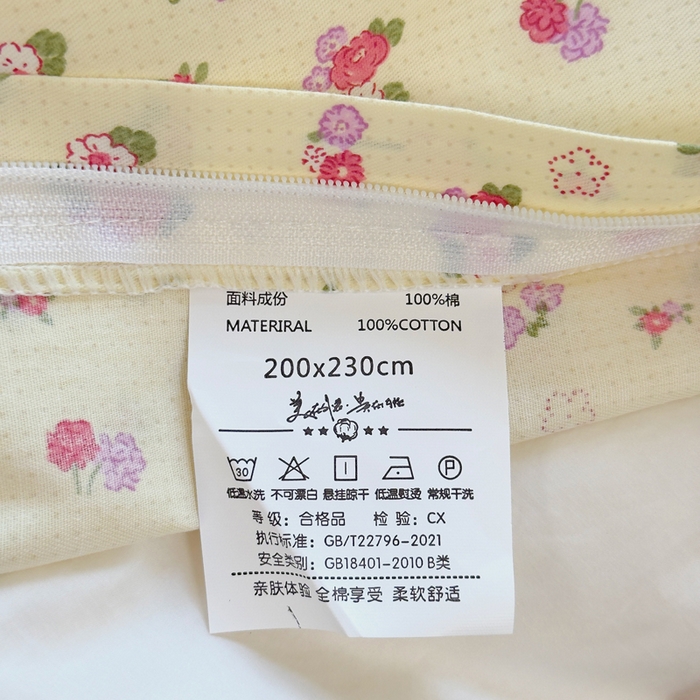 面料成份 100%棉
MATERIRAL 100%COTTON
200x230cm
30 P
低温水洗 不可漂白 悬挂晾干 低温熨烫 常规干洗
等级：合格品 检验：CX
执行标准：GB/T22796-2021
安全类别：GB18401-2010 B类
亲肤体验 全棉享受 柔软舒适